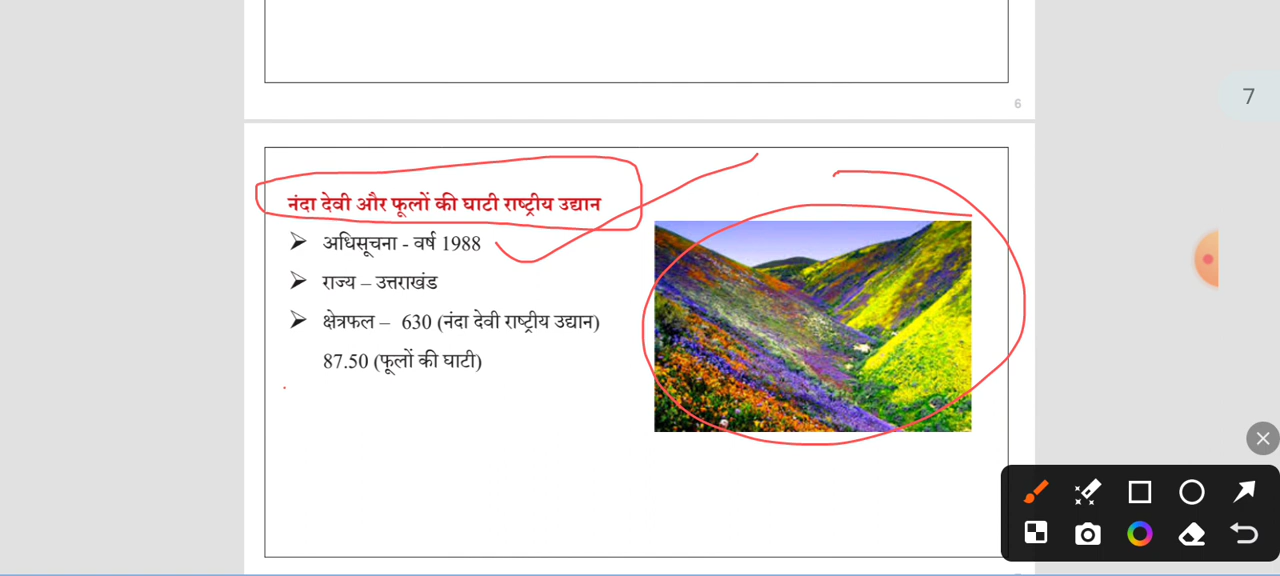 6
7
नंदा देवी और फूलों की घाटी राष्ट्रीय उद्यान
➢ अधिसूचना - वर्ष 1988
➢ राज्य – उत्तराखंड
➢ क्षेत्रफल – 630 (नंदा देवी राष्ट्रीय उद्यान)
87.50 (फूलों की घाटी)